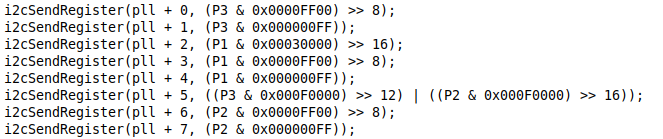 i2cSendRegister(pll + 0, (P3 & 0x0000FF00) >> 8);
i2cSendRegister(pll + 1, (P3 & 0x000000FF));
i2cSendRegister(pll + 2, (P1 & 0x00030000) >> 16);
i2cSendRegister(pll + 3, (P1 & 0x0000FF00) >> 8);
i2cSendRegister(pll + 4, (P1 & 0x000000FF));
i2cSendRegister(pll + 5, ((P3 & 0x000F0000) >> 12) | ((P2 & 0x000F0000) >> 16));
i2cSendRegister(pll + 6, (P2 & 0x0000FF00) >> 8);
i2cSendRegister(pll + 7, (P2 & 0x000000FF));